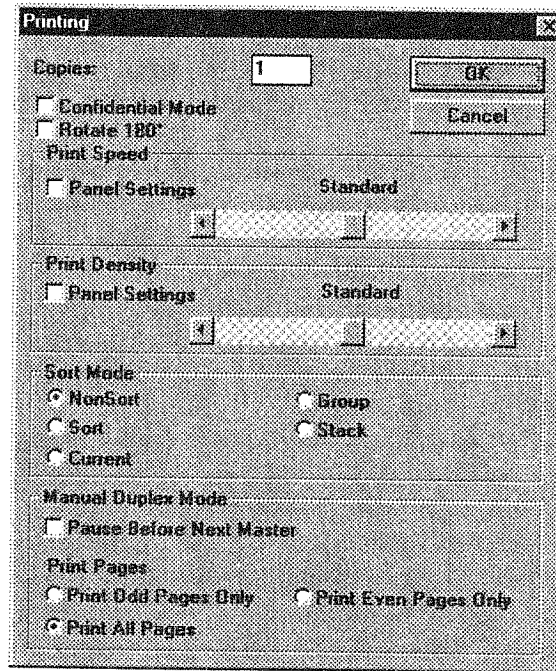 Printing
Copies: 1 OK
Confidential Mode Cancel
Rotate 180°
Print Speed
Panel Settings Standard
Print Density
Panel Settings Standard
Sort Mode
NonSort Group
Sort Stack
Current
Manual Duplex Mode
Pause Before Next Master
Print Pages
Print Odd Pages Only Print Even Pages Only
Print All Pages